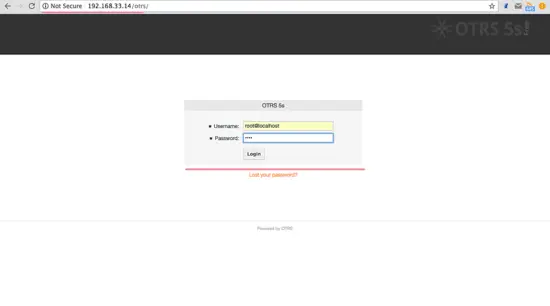 Not Secure 192.168.33.14/otrs/
OTRS 5s
OTRS 5s
Username: root@localhost
Password: ••••
Login
Lost your password?
Powered by OTRS